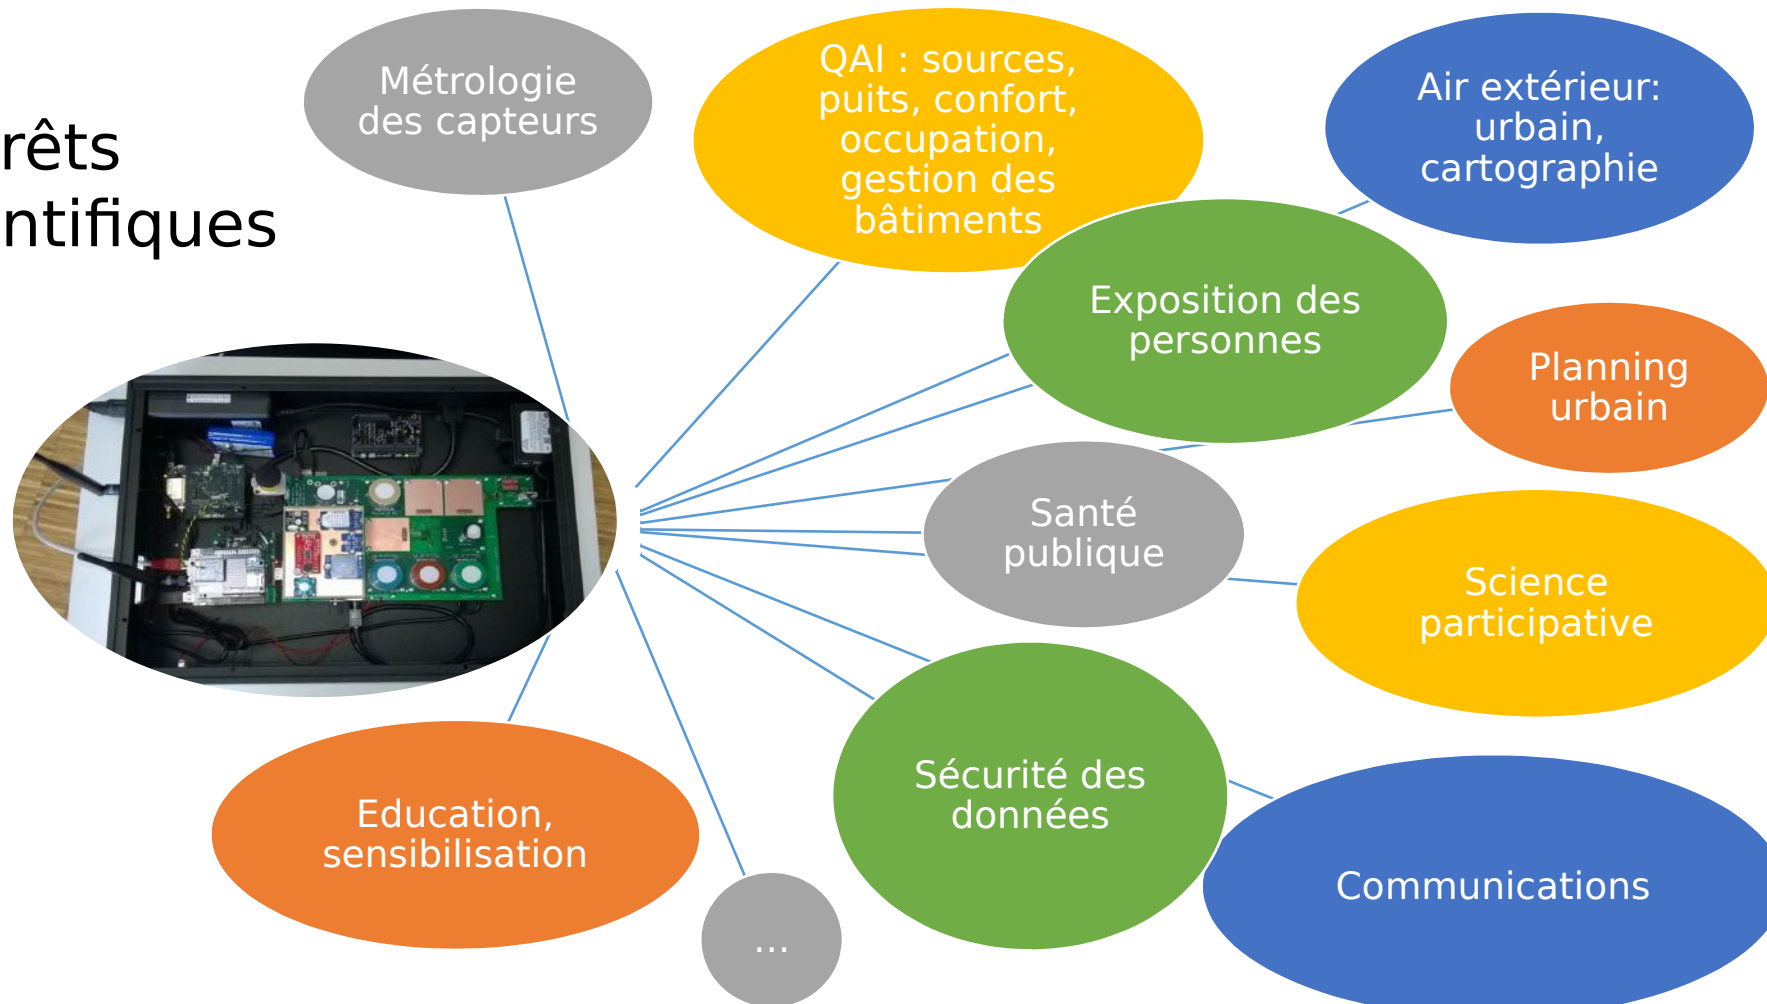 rêts
ntifiques
Métrologie
des capteurs
QAI : sources,
puits, confort,
occupation,
gestion des
bâtiments
Air extérieur:
urbain,
cartographie
Exposition des
personnes
Planning
urbain
Santé
publique
Science
participative
Sécurité des
données
Communications
Education,
sensibilisation
...